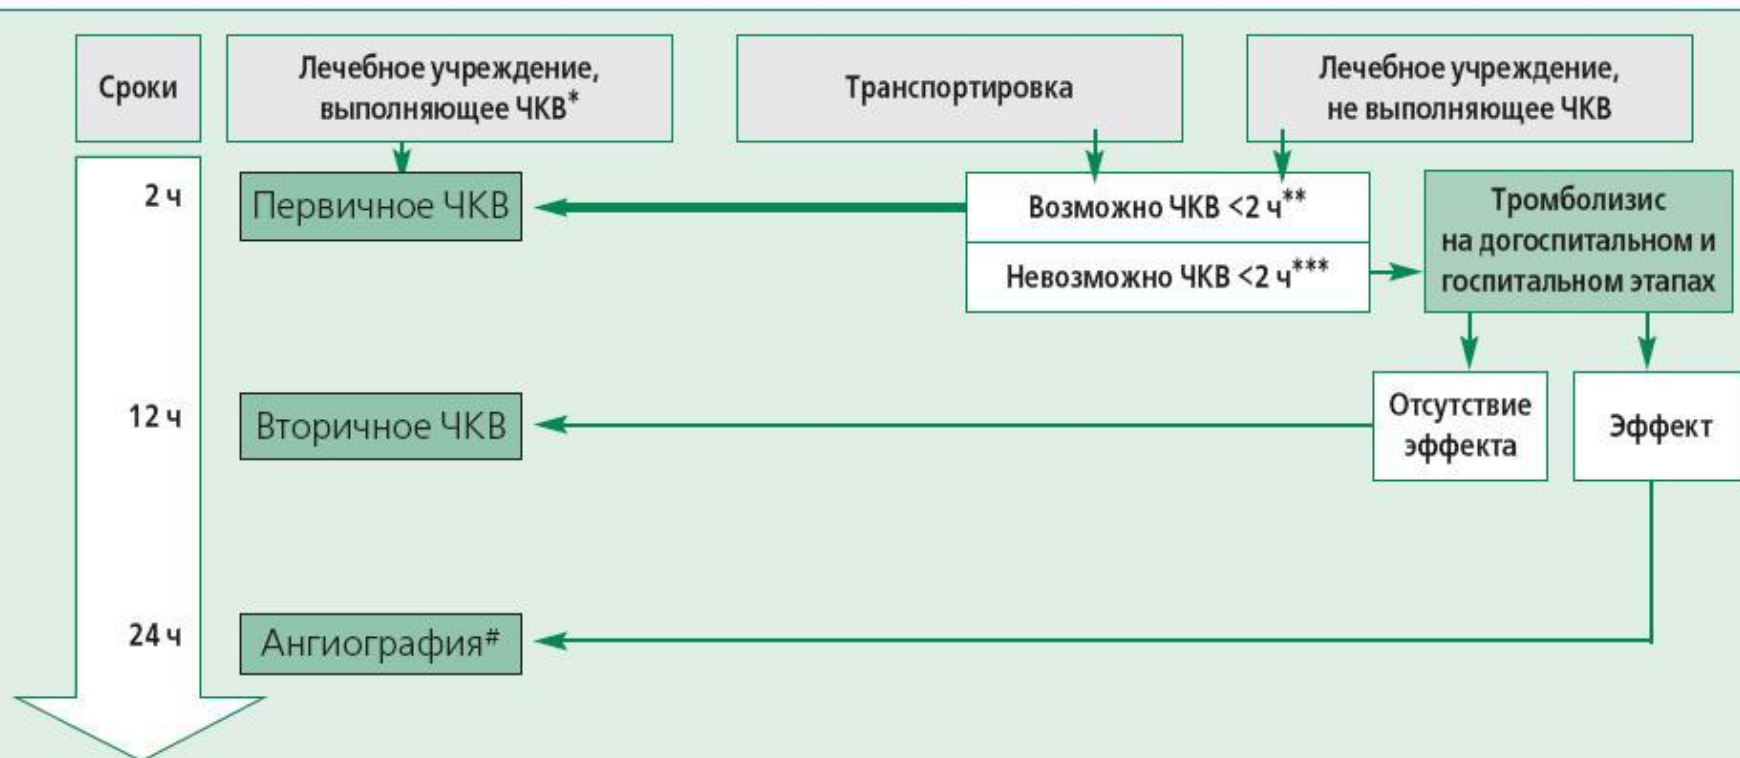 Сроки
Лечебное учреждение,
выполняющее ЧКВ*
Транспортировка
Лечебное учреждение,
не выполняющее ЧКВ
2 ч
Первичное ЧКВ
Возможно ЧКВ <2 ч**
Невозможно ЧКВ <2 ч***
Тромболизис
на догоспитальном и
госпитальном этапах
12 ч
Вторичное ЧКВ
Отсутствие
эффекта
Эффект
24 ч
Ангиография#